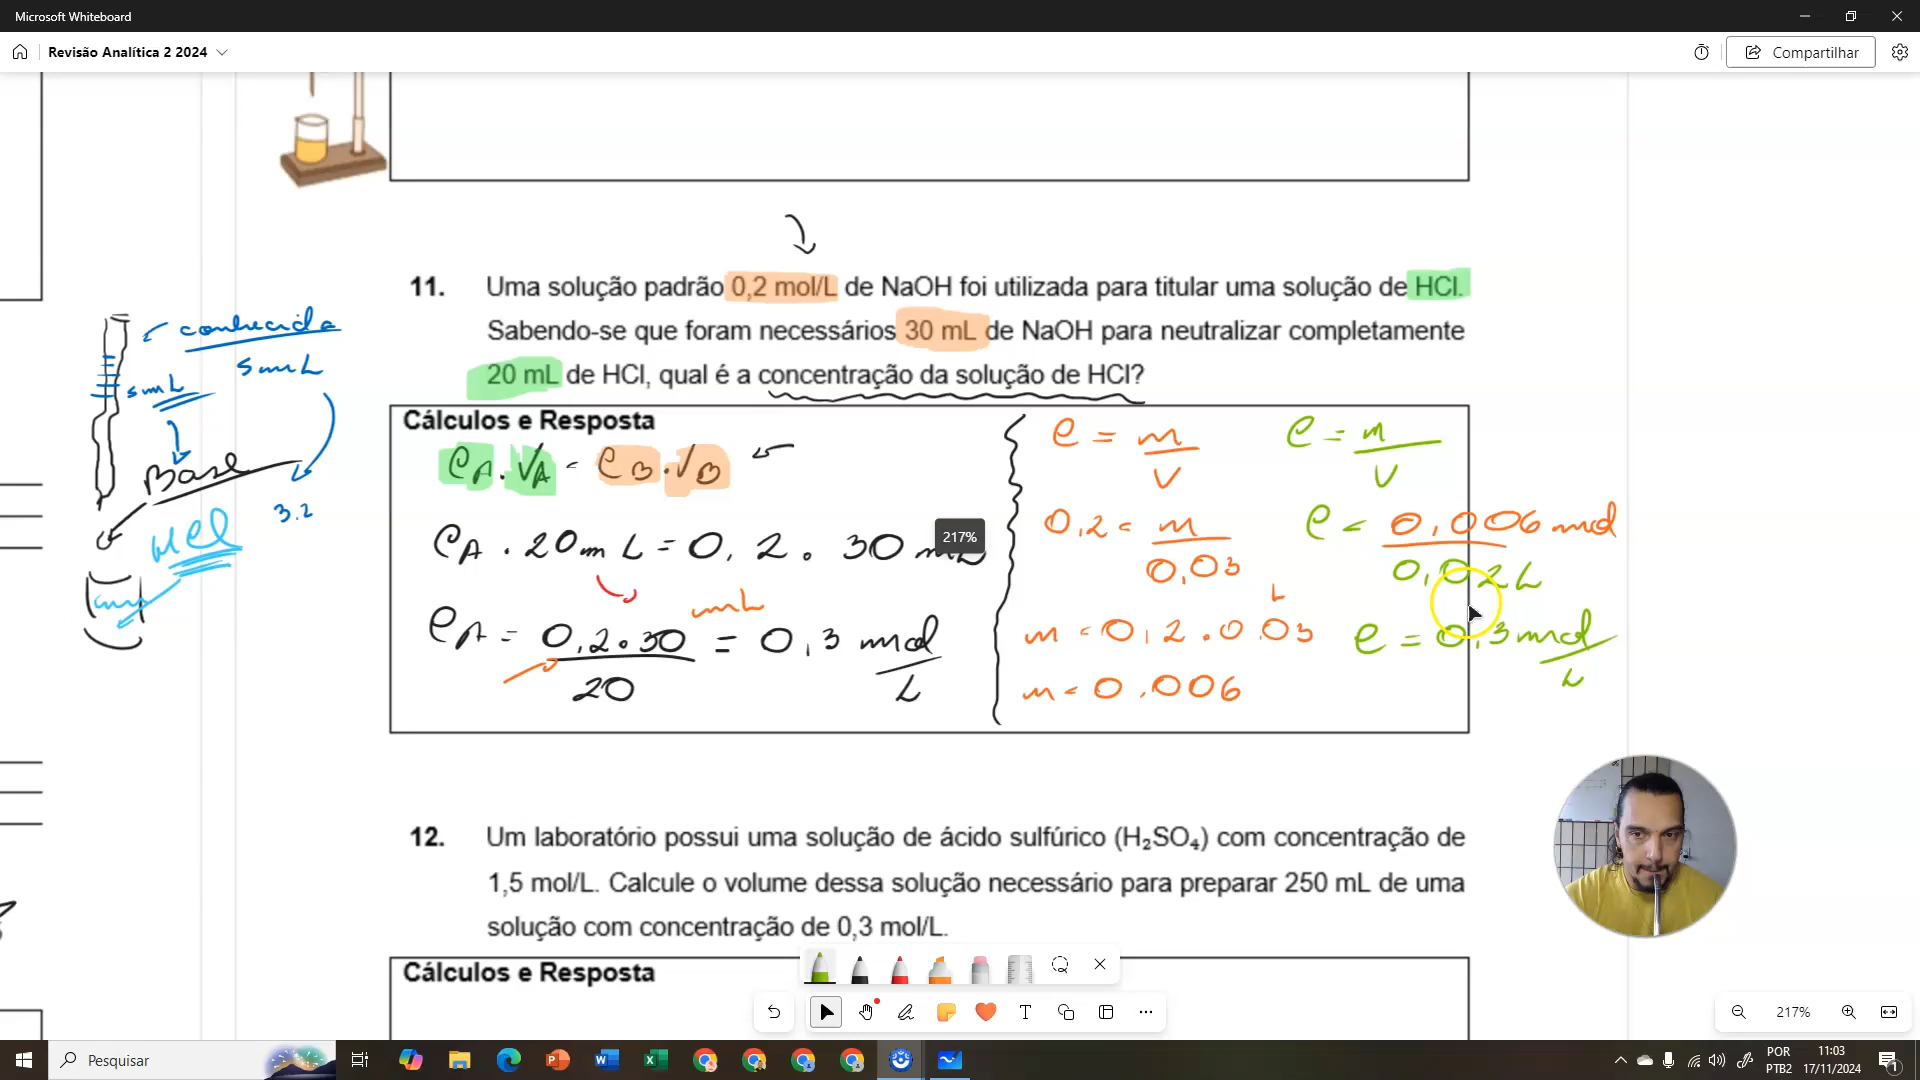 Microsoft Whiteboard
Revisão Analítica 2 2024
Compartilhar
11. Uma solução padrão 0,2 mol/L de NaOH foi utilizada para titular uma solução de HCl.
Sabendo-se que foram necessários 30 mL de NaOH para neutralizar completamente
20 mL de HCl, qual é a concentração da solução de HCl?
conhecida
5mL
5mL
Base
3.2
HCl
Cálculos e Resposta
CA . VA = CB . VB
CA . 20mL = 0,2 . 30 mL
217%
mL
CA = 0,2.30 / 20 = 0,3 mol/L
C = m/V
0,2 = m/0,03
L
m = 0,2 . 0,03
m = 0,006
C = m/V
C = 0,006 mol / 0,02L
C = 0,3 mol/L
12. Um laboratório possui uma solução de ácido sulfúrico (H₂SO₄) com concentração de
1,5 mol/L. Calcule o volume dessa solução necessário para preparar 250 mL de uma
solução com concentração de 0,3 mol/L.
Cálculos e Resposta
217%
Pesquisar
POR
PTB2
11:03
17/11/2024
1